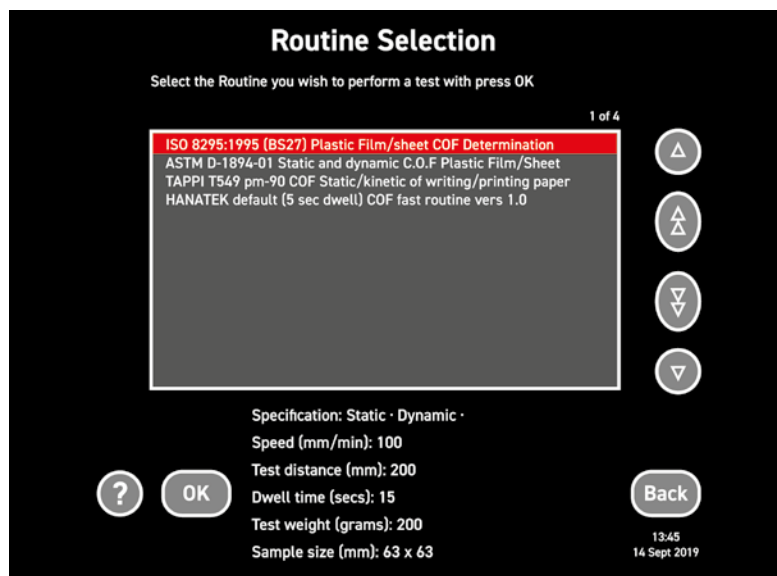 Routine Selection
Select the Routine you wish to perform a test with press OK
1 of 4
ISO 8295:1995 (BS27) Plastic Film/sheet COF Determination
ASTM D-1894-01 Static and dynamic C.O.F Plastic Film/Sheet
TAPPI T549 pm-90 COF Static/kinetic of writing/printing paper
HANATEK default (5 sec dwell) COF fast routine vers 1.0
Specification: Static · Dynamic ·
Speed (mm/min): 100
Test distance (mm): 200
Dwell time (secs): 15
Test weight (grams): 200
Sample size (mm): 63 x 63
?
OK
Back
13:45
14 Sept 2019